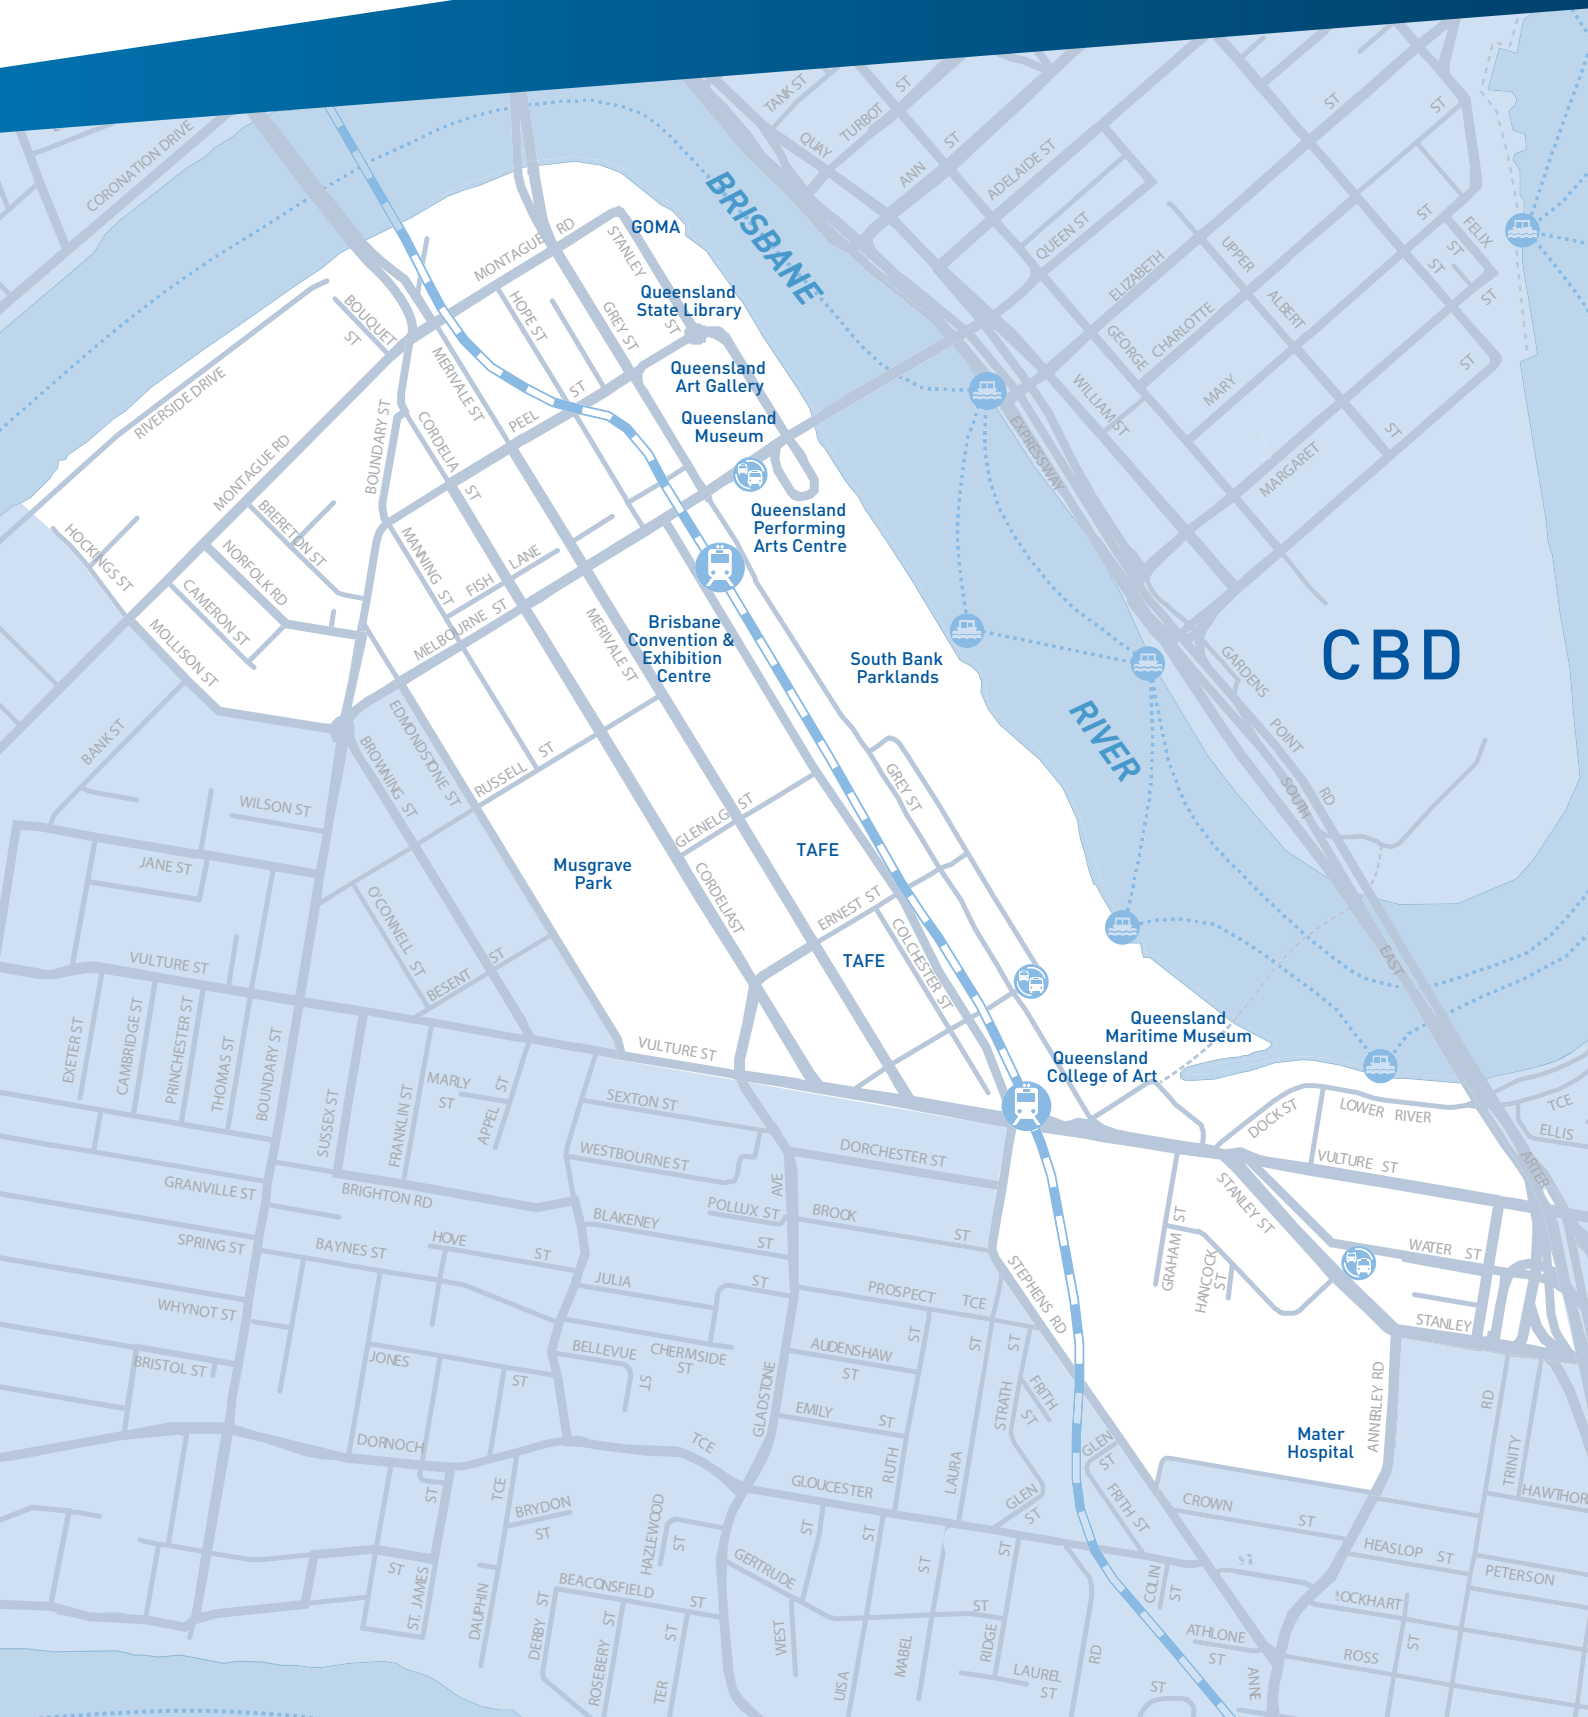 TANK ST
QUAY
TURBOT
ST
ANN
ST
ADELAIDE ST
ST
ST
CORONATION DRIVE
BRISBANE
QUEEN ST
ELIZABETH
UPPER
ST
FELIX
ST
ST
ST
ALBERT
GEORGE
CHARLOTTE
ST
WILLIAM ST
MARY
ST
MARGARET
EXPRESSWAY
MONTAGUE RD
STANLEY
ST
GOMA
Queensland
State Library
HOPE ST
GREY ST
BOUQUET
ST
MERIVALE ST
Queensland
Art Gallery
RIVERSIDE DRIVE
PEEL
ST
Queensland
Museum
CORDELIA
ST
BOUNDARY ST
MONTAGUE RD
Queensland
Performing
Arts Centre
HOCKINGS ST
BRERETON ST
NORFOLK RD
CAMERON ST
MOLLISON ST
MANNING
ST
FISH
LANE
MELBOURNE ST
MERIVALE ST
Brisbane
Convention &
Exhibition
Centre
South Bank
Parklands
CBD
GARDENS
POINT
RD
RIVER
SOUTH
EAST
ARTER
BANK ST
BROWNING
ST
EDMONDSTONE ST
RUSSELL
ST
GREY ST
WILSON ST
JANE ST
GLENELG
ST
TAFE
Musgrave
Park
CORDELIA ST
ERNEST ST
TAFE
COLCHESTER
ST
O'CONNELL
ST
BESENT
ST
VULTURE ST
Queensland
Maritime Museum
Queensland
College of Art
VULTURE ST
EXETER ST
CAMBRIDGE ST
PRINCHESTER ST
THOMAS ST
BOUNDARY ST
SUSSEX ST
FRANKLIN ST
MARLY
ST
APPEL
ST
SEXTON ST
DOCK ST
LOWER RIVER
TCE
ELLIS
WESTBOURNE ST
DORCHESTER ST
VULTURE ST
STANLEY ST
GRANVILLE ST
BRIGHTON RD
AVE
POLLUX ST
BROOK
ST
BLAKENEY
ST
GRAHAM
ST
HANCOCK
ST
WATER
ST
SPRING ST
BAYNES ST
HOVE
ST
JULIA
ST
PROSPECT
TCE
STEPHENS RD
WHYNOT ST
STANLEY
BRISTOL ST
JONES
ST
BELLEVUE
ST
CHERMSIDE
ST
AUDENSHAW
ST
ST
ST
ST
STRATH
FRITH
ST
GLADSTONE
ANNERLEY RD
RD
EMILY
ST
Mater
Hospital
DORNOCH
TCE
RUTH
LAURA
GLEN
ST
TRINITY
GLOUCESTER
GLEN
ST
FRITH ST
CROWN
ST
HAWTHOR
ST
TCE
BRYDON
ST
HAZLEWOOD
ST
ST
ST
ST
ST
HEASLOP
ST
PETERSON
GERTRUDE
ST
ST
ST. JAMES
DAUPHIN
BEACONSFIELD
ST
DERBY
ST
ROSEBERY
ST
ST
TER
WEST
UISA
MABEL
RIDGE
LAUREL
ST
COLIN
ST
OCKHART
ST
ATHLONE
ST
ROSS
RD
ANNE
ST